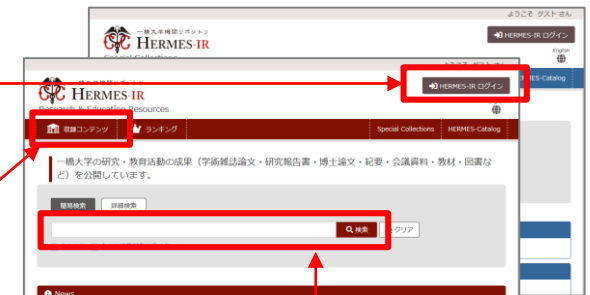 ようこそ ゲスト さん
一橋大学機関リポジトリ
HERMES-IR
HERMES-IR ログイン
English
HERMES-IR
HERMES-IR ログイン
ERMES-Catalog
Research & Education Resources
収録コンテンツ
ランキング
Special Collections
HERMES-Catalog
一橋大学の研究・教育活動の成果（学術雑誌論文・研究報告書・博士論文・紀要・会議資料・教材・図書な
ど）を公開しています。
簡易検索
詳細検索
検索
クリア
News